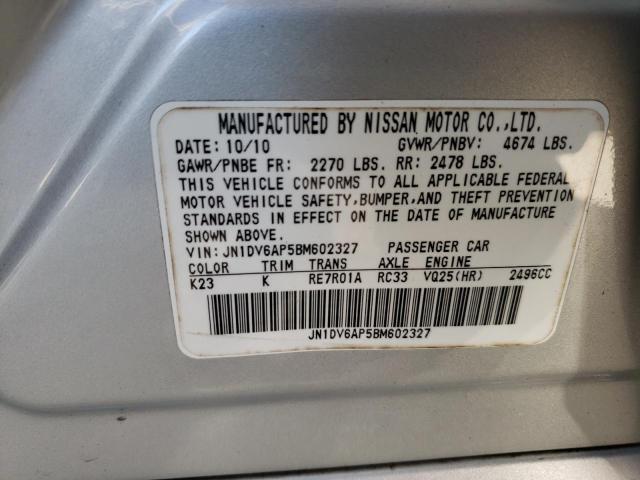 MANUFACTURED BY NISSAN MOTOR CO.,LTD.
DATE: 10/10 GVWR/PNBV: 4674 LBS.
GAWR/PNBE FR: 2270 LBS. RR: 2478 LBS.
THIS VEHICLE CONFORMS TO ALL APPLICABLE FEDERAL
MOTOR VEHICLE SAFETY,BUMPER,AND THEFT PREVENTION
STANDARDS IN EFFECT ON THE DATE OF MANUFACTURE
SHOWN ABOVE.
VIN: JN1DV6AP5BM602327 PASSENGER CAR
COLOR TRIM TRANS AXLE ENGINE
K23 K RE7R01A RC33 VQ25(HR) 2496CC
JN1DV6AP5BM602327